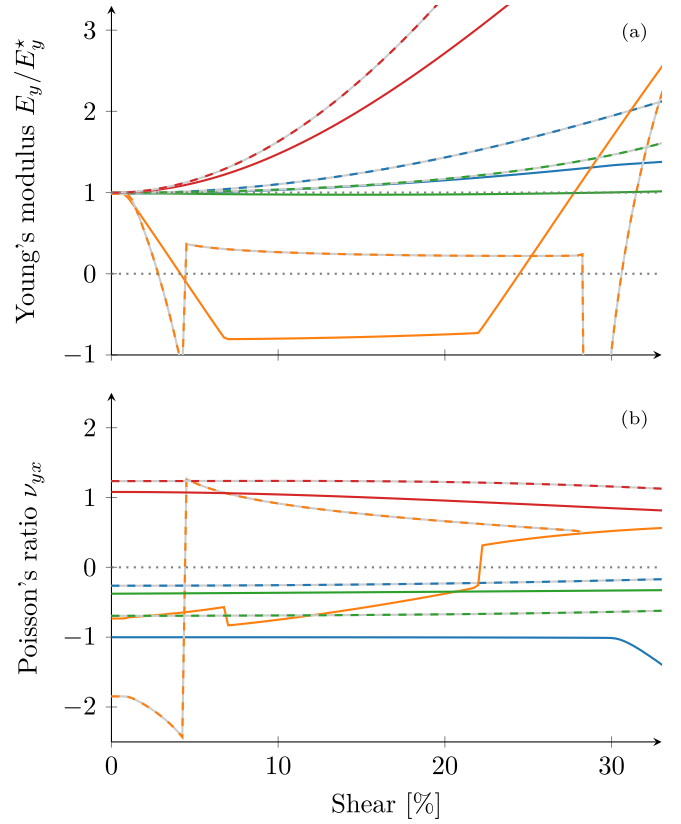 (a)
3
2
1
0
−1
Young's modulus E_y/E_y^⋆
(b)
2
1
0
−1
−2
Poisson's ratio ν_yx
0 10 20 30
Shear [%]